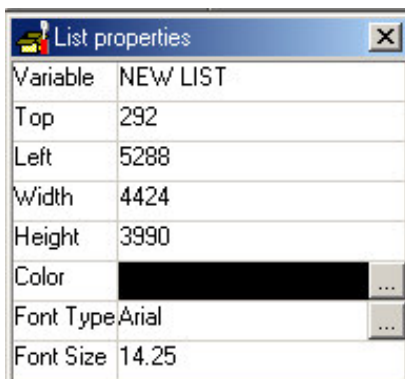 List properties
Variable NEW LIST
Top 292
Left 5288
Width 4424
Height 3990
Color ...
Font Type Arial ...
Font Size 14.25